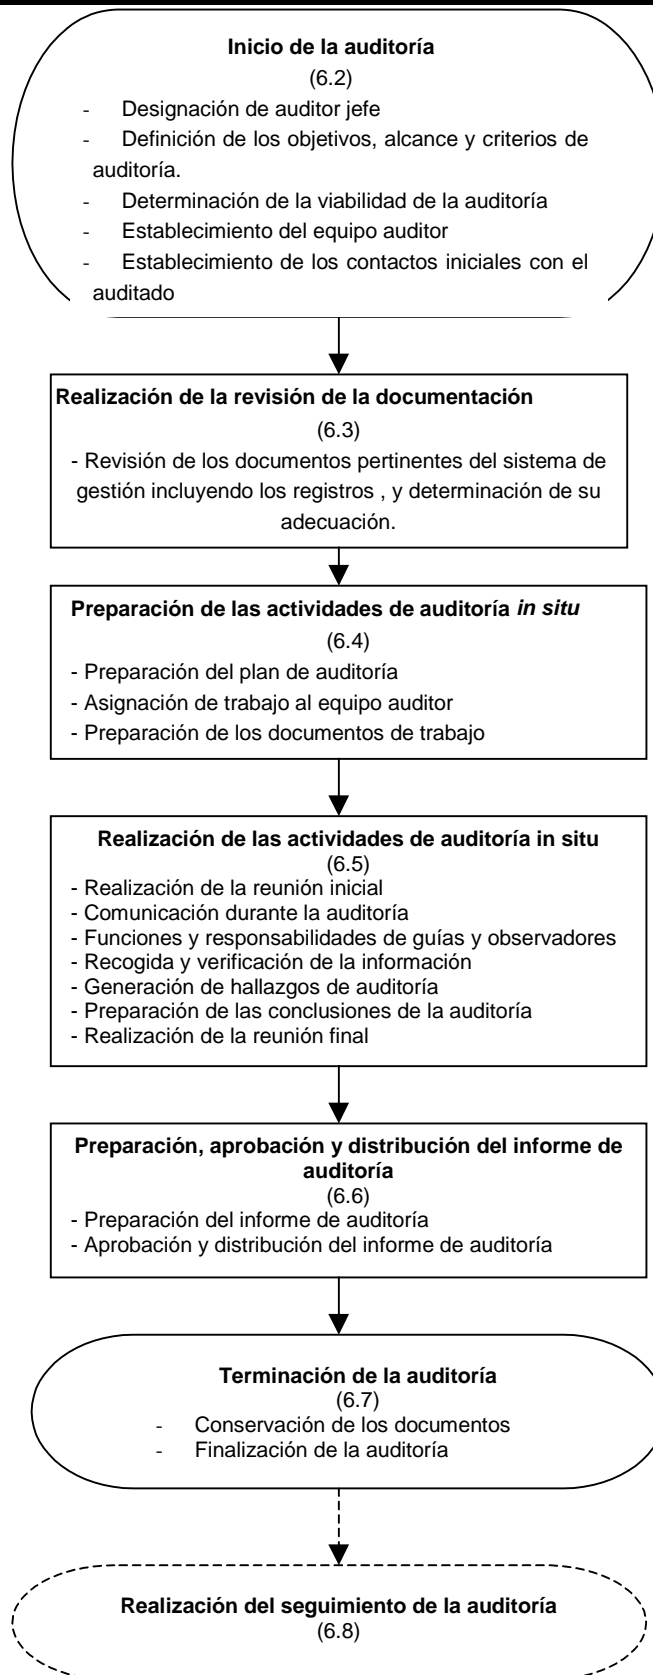 Inicio de la auditoría
(6.2)
- Designación de auditor jefe
- Definición de los objetivos, alcance y criterios de
auditoría.
- Determinación de la viabilidad de la auditoría
- Establecimiento del equipo auditor
- Establecimiento de los contactos iniciales con el
auditado
Realización de la revisión de la documentación
(6.3)
- Revisión de los documentos pertinentes del sistema de
gestión incluyendo los registros , y determinación de su
adecuación.
Preparación de las actividades de auditoría in situ
(6.4)
- Preparación del plan de auditoría
- Asignación de trabajo al equipo auditor
- Preparación de los documentos de trabajo
Realización de las actividades de auditoría in situ
(6.5)
- Realización de la reunión inicial
- Comunicación durante la auditoría
- Funciones y responsabilidades de guías y observadores
- Recogida y verificación de la información
- Generación de hallazgos de auditoría
- Preparación de las conclusiones de la auditoría
- Realización de la reunión final
Preparación, aprobación y distribución del informe de
auditoría
(6.6)
- Preparación del informe de auditoría
- Aprobación y distribución del informe de auditoría
Terminación de la auditoría
(6.7)
- Conservación de los documentos
- Finalización de la auditoría
Realización del seguimiento de la auditoría
(6.8)